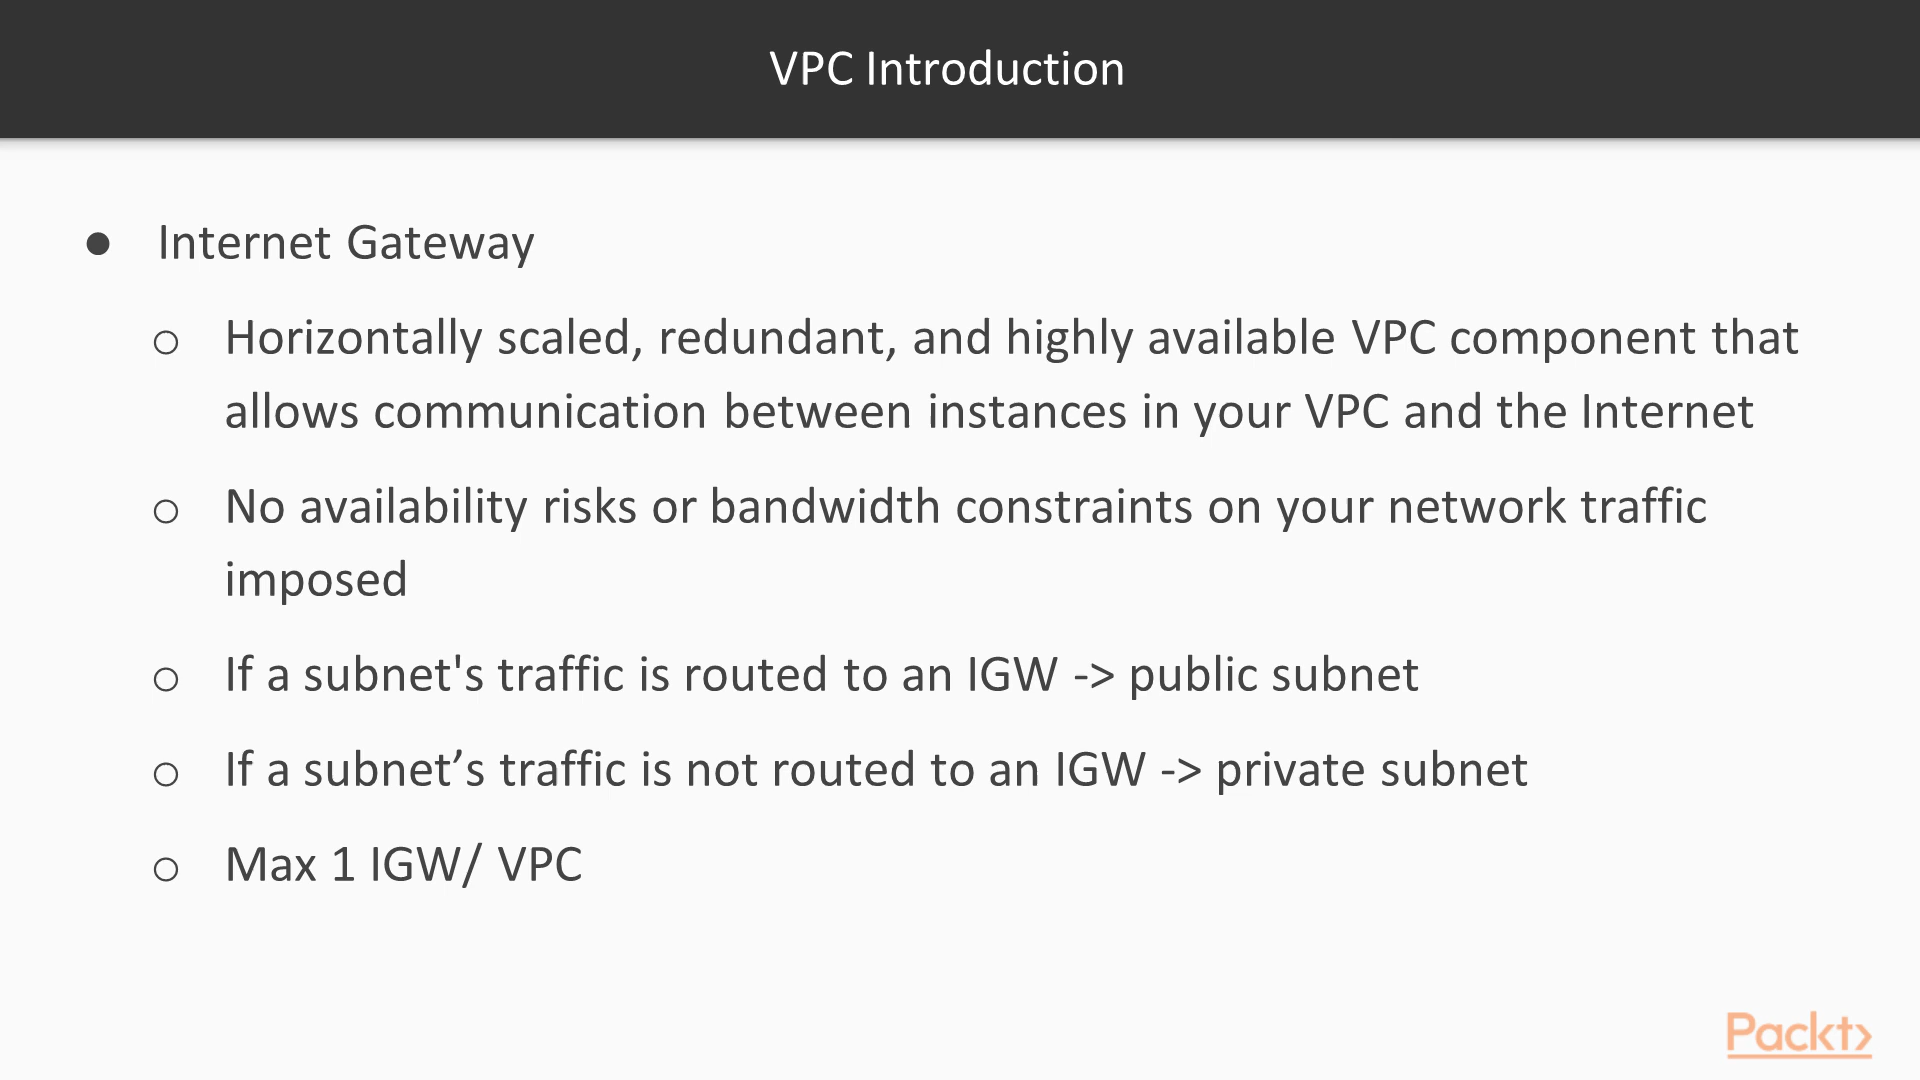 VPC Introduction
● Internet Gateway
○ Horizontally scaled, redundant, and highly available VPC component that
allows communication between instances in your VPC and the Internet
○ No availability risks or bandwidth constraints on your network traffic
imposed
○ If a subnet's traffic is routed to an IGW -> public subnet
○ If a subnet’s traffic is not routed to an IGW -> private subnet
○ Max 1 IGW/ VPC
Packt>